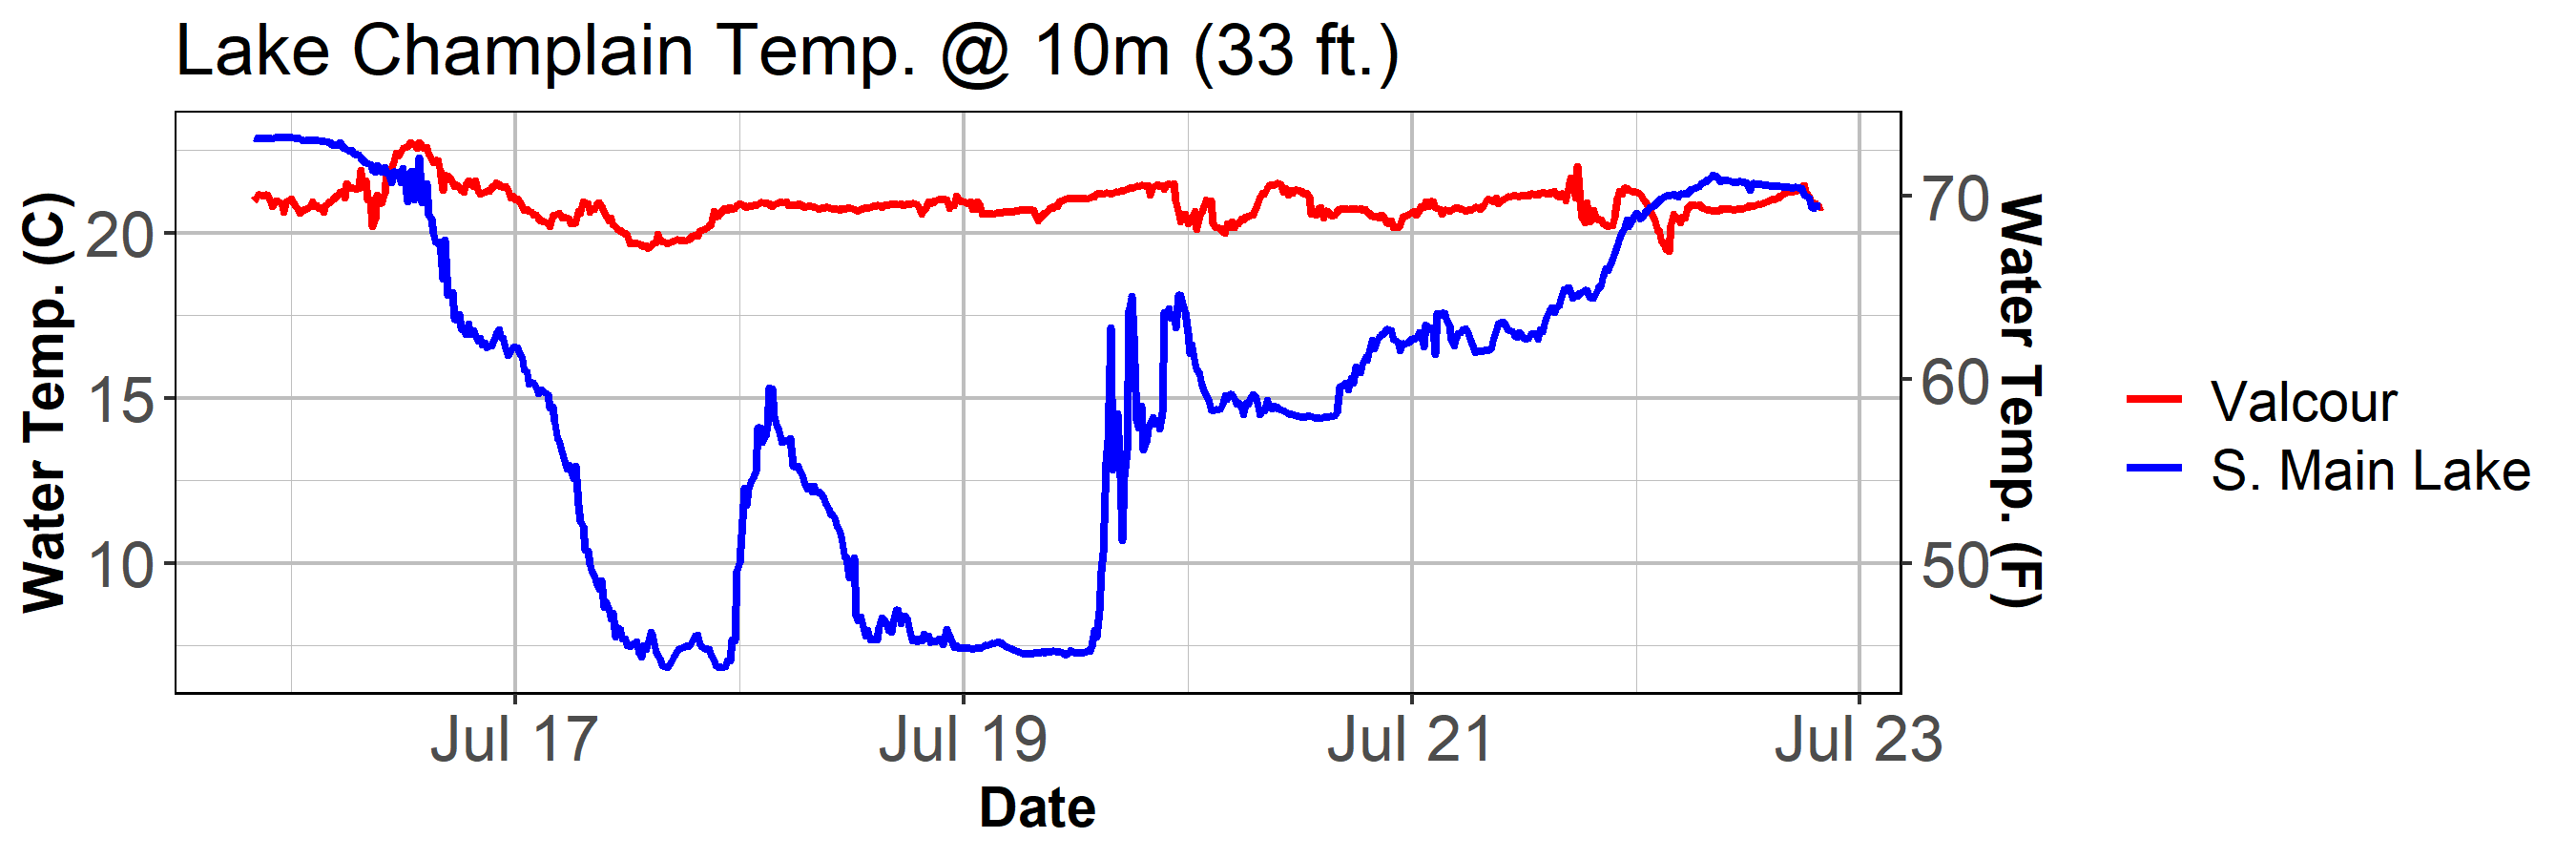 Lake Champlain Temp. @ 10m (33 ft.)
Water Temp. (C)
20
15
10
70
60
50
Water Temp. (F)
Jul 17
Jul 19
Jul 21
Jul 23
Date
Valcour
S. Main Lake